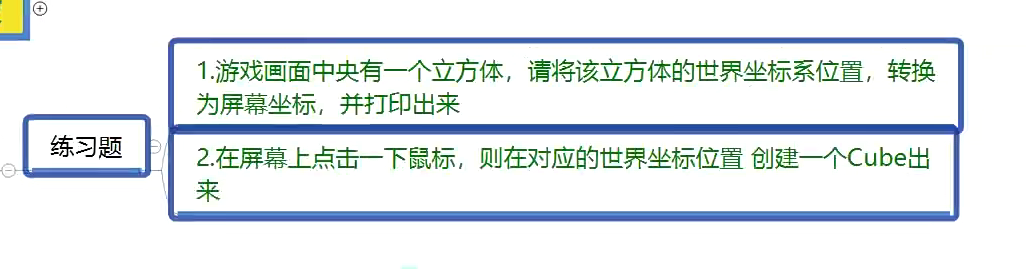 1.游戏画面中央有一个立方体，请将该立方体的世界坐标系位置，转换
为屏幕坐标，并打印出来
练习题
2.在屏幕上点击一下鼠标，则在对应的世界坐标位置 创建一个Cube出
来